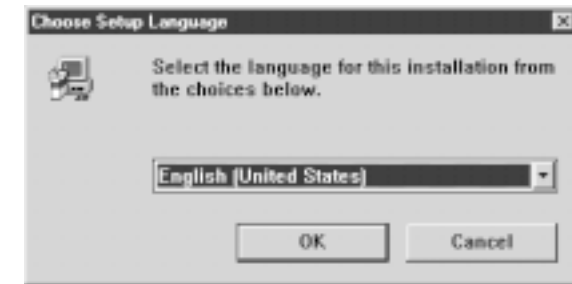 Choose Setup Language
Select the language for this installation from
the choices below.
English (United States)
OK
Cancel